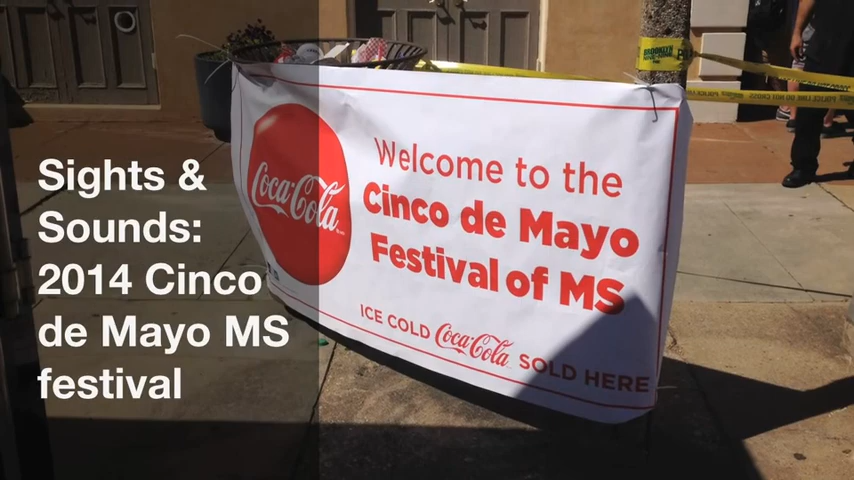 Sights &
Sounds:
2014 Cinco
de Mayo MS
festival
Coca-Cola
Welcome to the
Cinco de Mayo
Festival of MS
ICE COLD Coca-Cola SOLD HERE
BROOKLYN